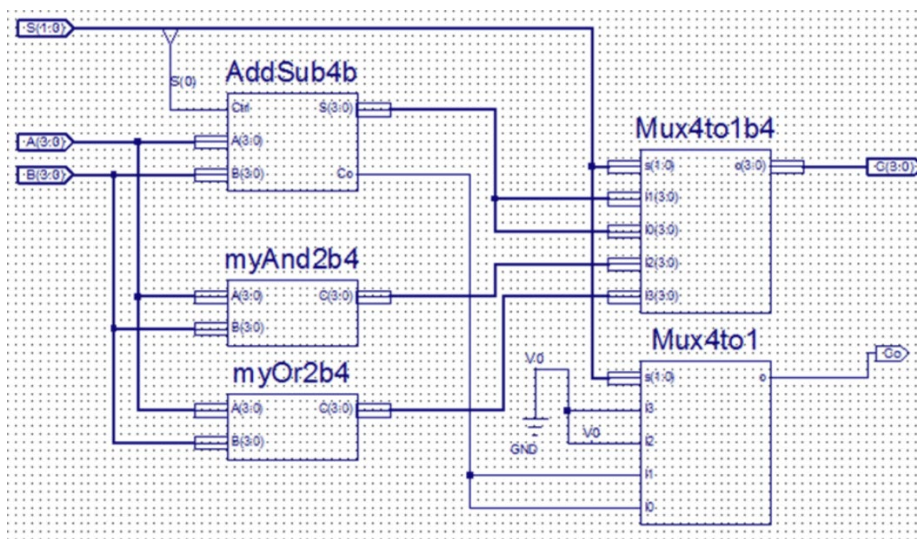 S(1:0)
S(0)
AddSub4b
Ctrl
S(3:0)
A(3:0)
A(3:0)
B(3:0)
B(3:0)
Co
Mux4to1b4
s(1:0)
o(3:0)
C(3:0)
I1(3:0)
I0(3:0)
I2(3:0)
I3(3:0)
myAnd2b4
A(3:0)
C(3:0)
B(3:0)
Mux4to1
V0
Co
s(1:0)
o
I3
V0
GND
I2
I1
I0
myOr2b4
A(3:0)
C(3:0)
B(3:0)